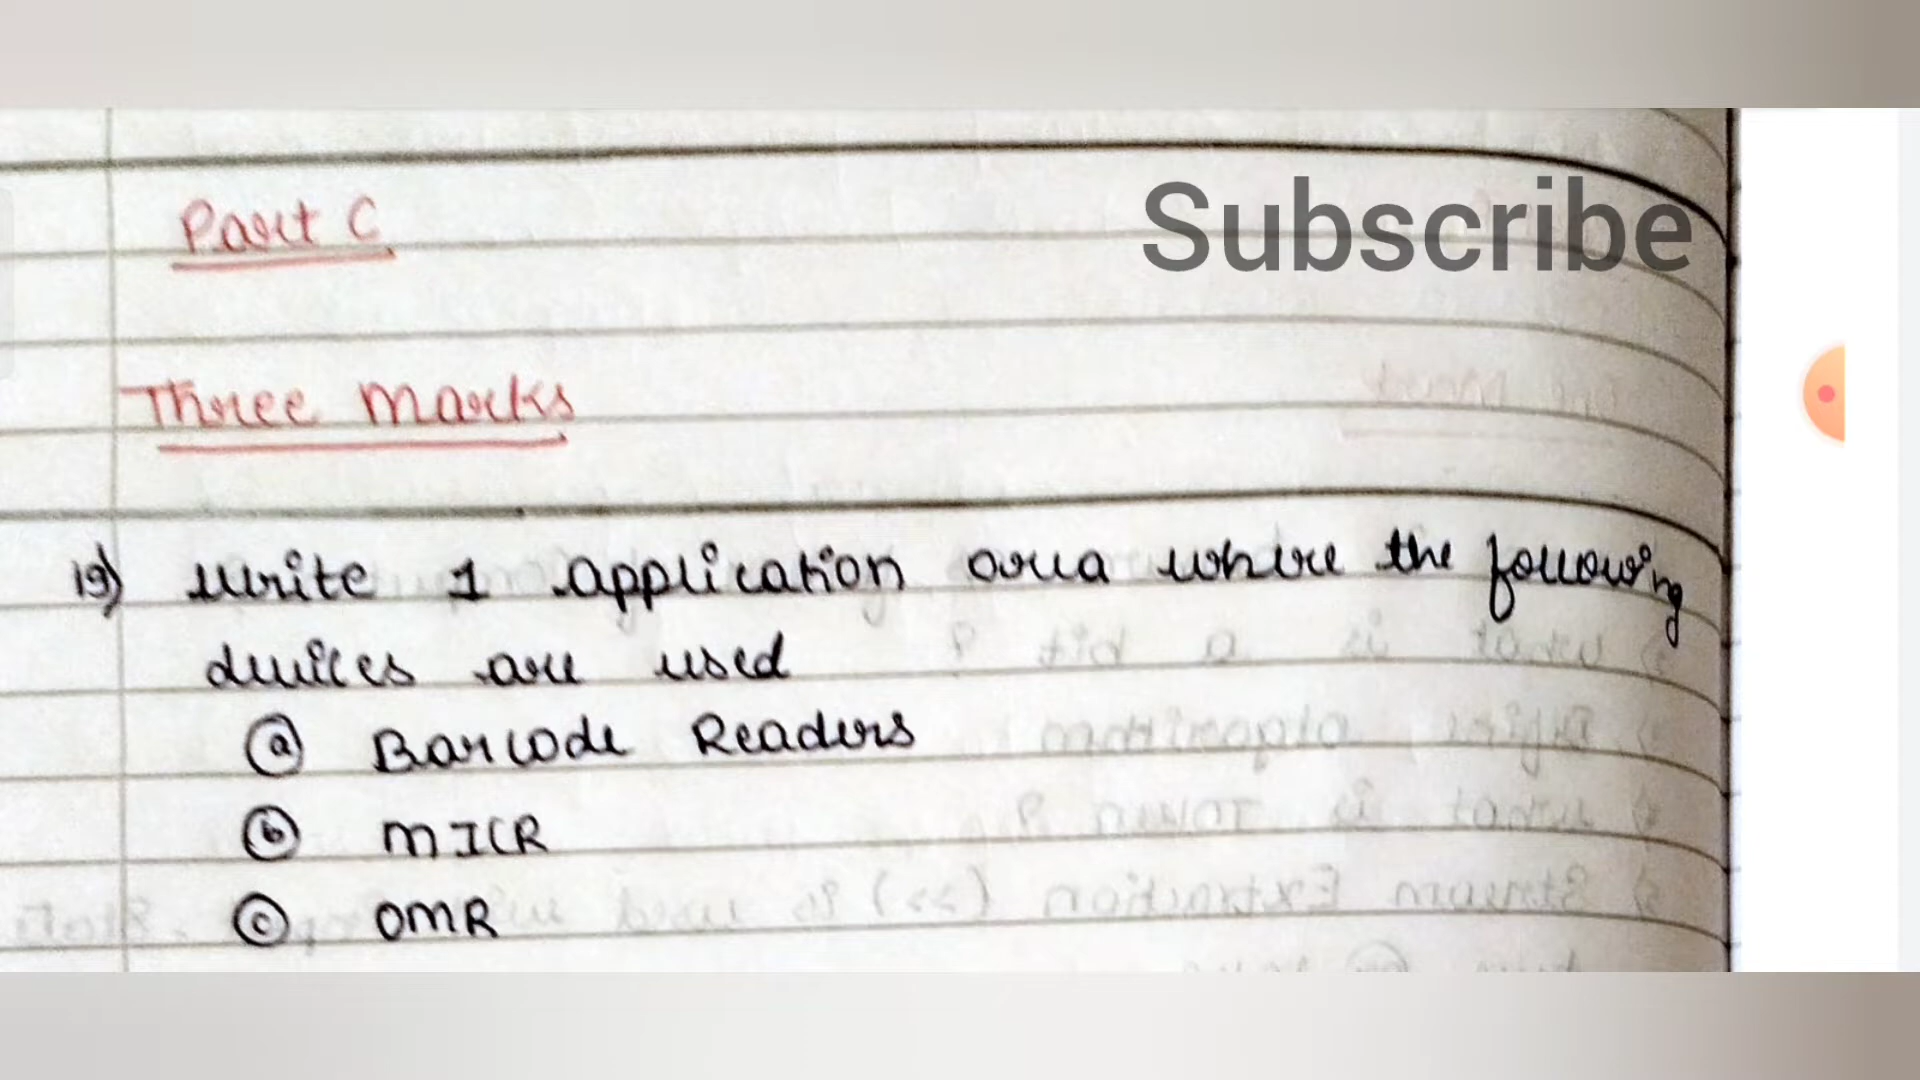 Part C
Subscribe
Three Marks
19) Write 1 application area where the following
devices are used
(a) Barcode Readers
(b) MICR
(c) OMR